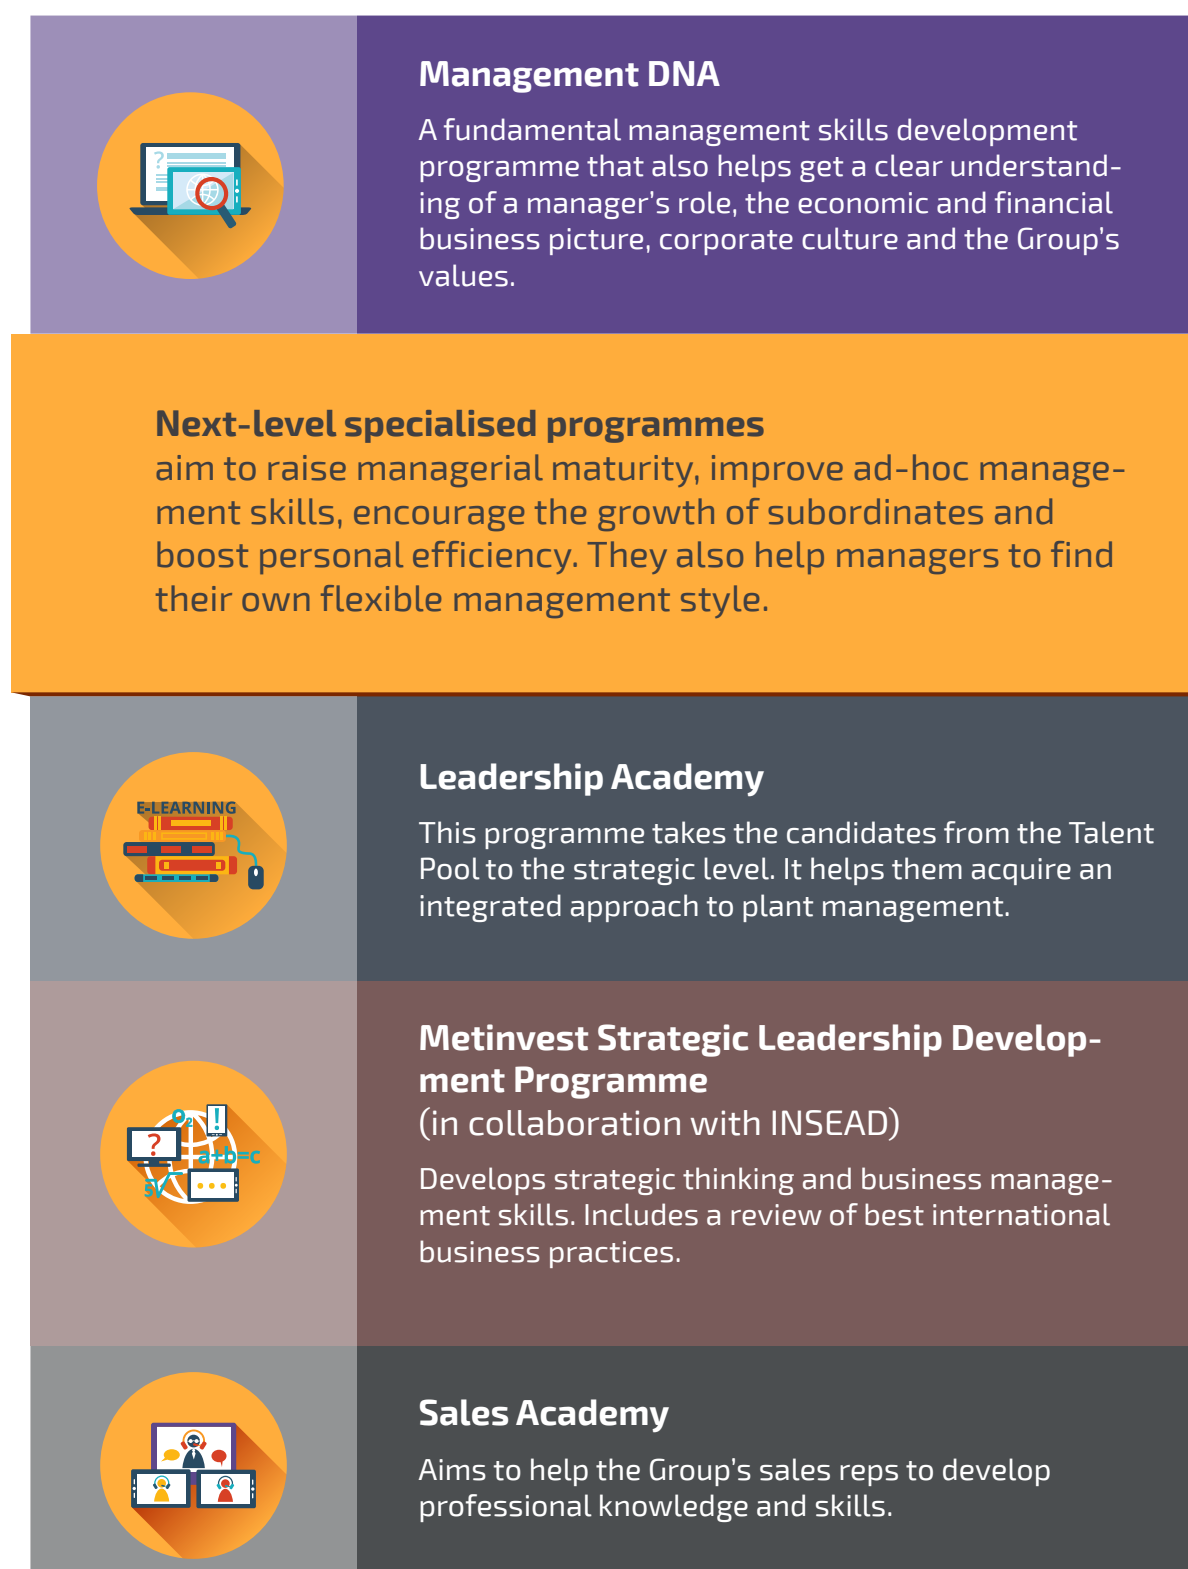 Management DNA
A fundamental management skills development
programme that also helps get a clear understand-
ing of a manager's role, the economic and financial
business picture, corporate culture and the Group's
values.
?
Next-level specialised programmes
aim to raise managerial maturity, improve ad-hoc manage-
ment skills, encourage the growth of subordinates and
boost personal efficiency. They also help managers to find
their own flexible management style.
E-LEARNING
Leadership Academy
This programme takes the candidates from the Talent
Pool to the strategic level. It helps them acquire an
integrated approach to plant management.
Metinvest Strategic Leadership Develop-
ment Programme
(in collaboration with INSEAD)
Develops strategic thinking and business manage-
ment skills. Includes a review of best international
business practices.
O₂
!
?
a+b=c
5√
Sales Academy
Aims to help the Group's sales reps to develop
professional knowledge and skills.